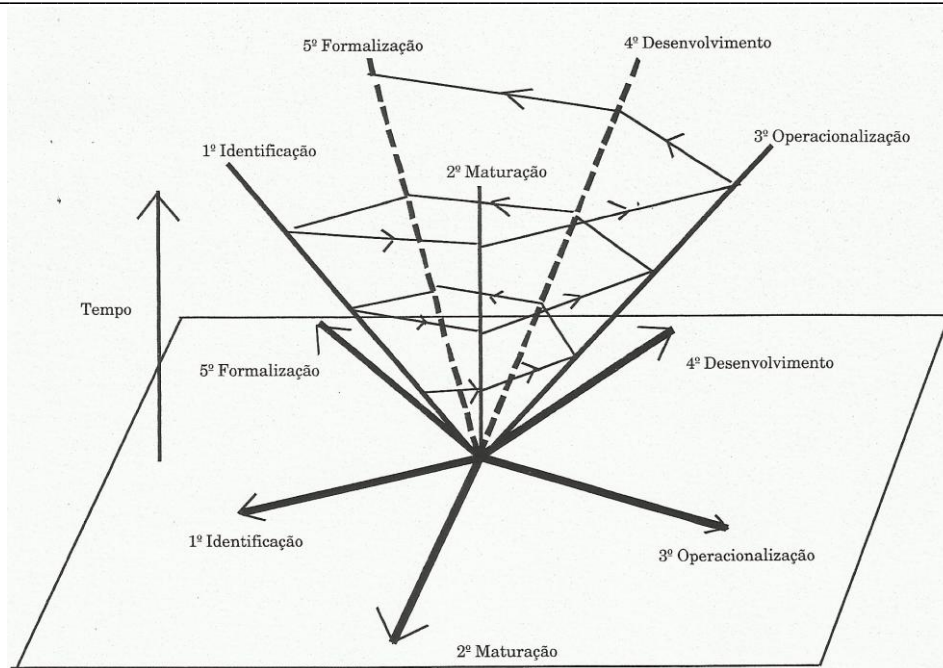 5º Formalização
4º Desenvolvimento
3º Operacionalização
1º Identificação
2º Maturação
Tempo
5º Formalização
4º Desenvolvimento
1º Identificação
3º Operacionalização
2º Maturação